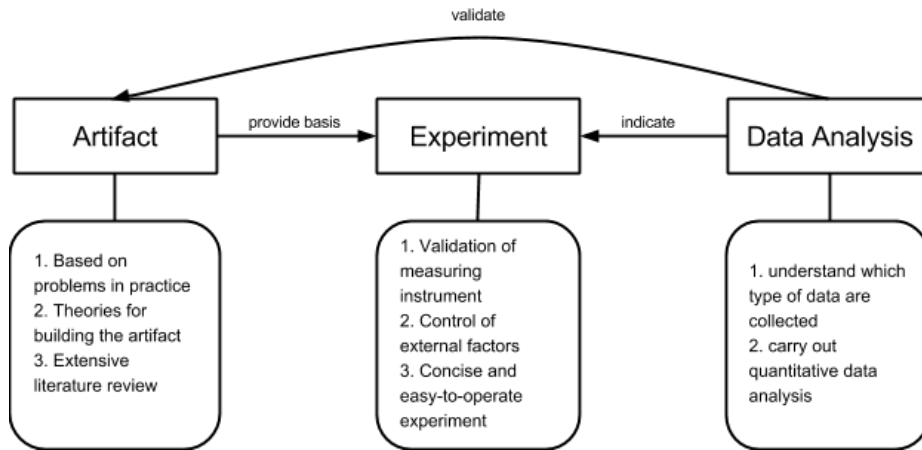 validate
Artifact
provide basis
Experiment
indicate
Data Analysis
1. Based on
problems in practice
2. Theories for
building the artifact
3. Extensive
literature review
1. Validation of
measuring
instrument
2. Control of
external factors
3. Concise and
easy-to-operate
experiment
1. understand which
type of data are
collected
2. carry out
quantitative data
analysis